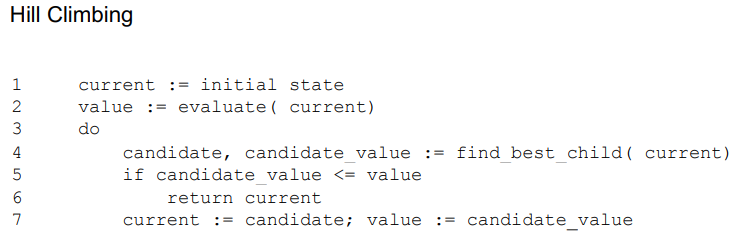 Hill Climbing
1 current := initial state
2 value := evaluate( current)
3 do
4 candidate, candidate_value := find_best_child( current)
5 if candidate_value <= value
6 return current
7 current := candidate; value := candidate_value